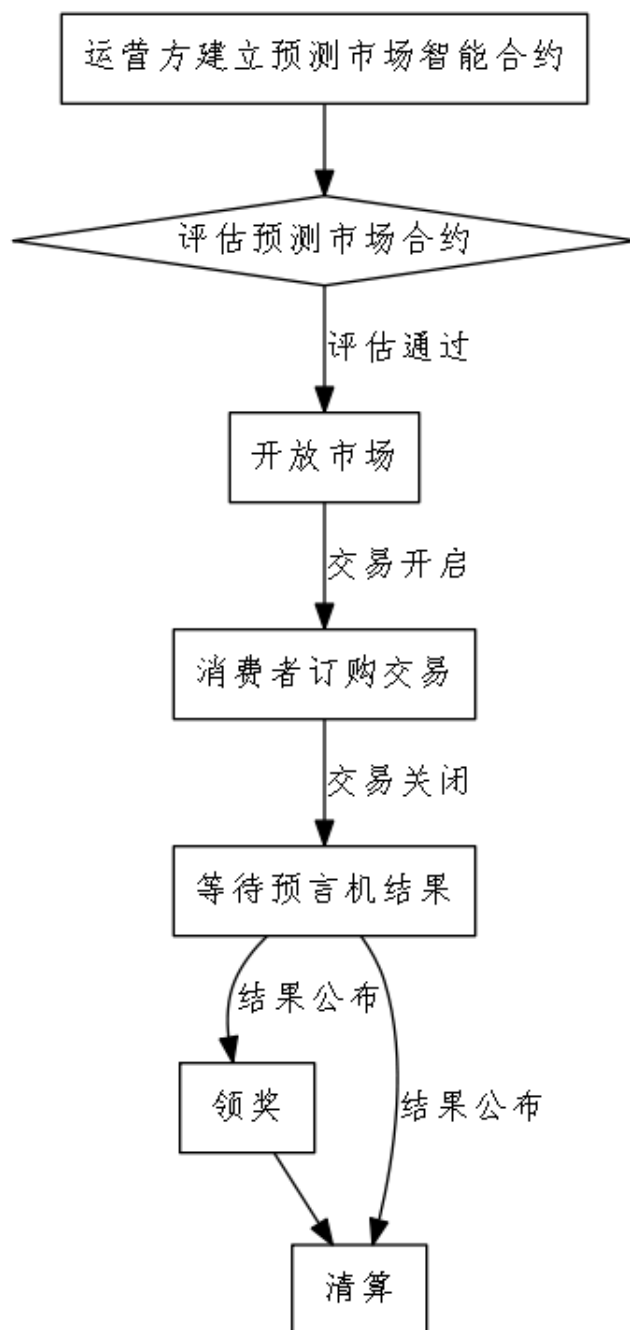 运营方建立预测市场智能合约
评估预测市场合约
评估通过
开放市场
交易开启
消费者订购交易
交易关闭
等待预言机结果
结果公布
领奖
结果公布
清算